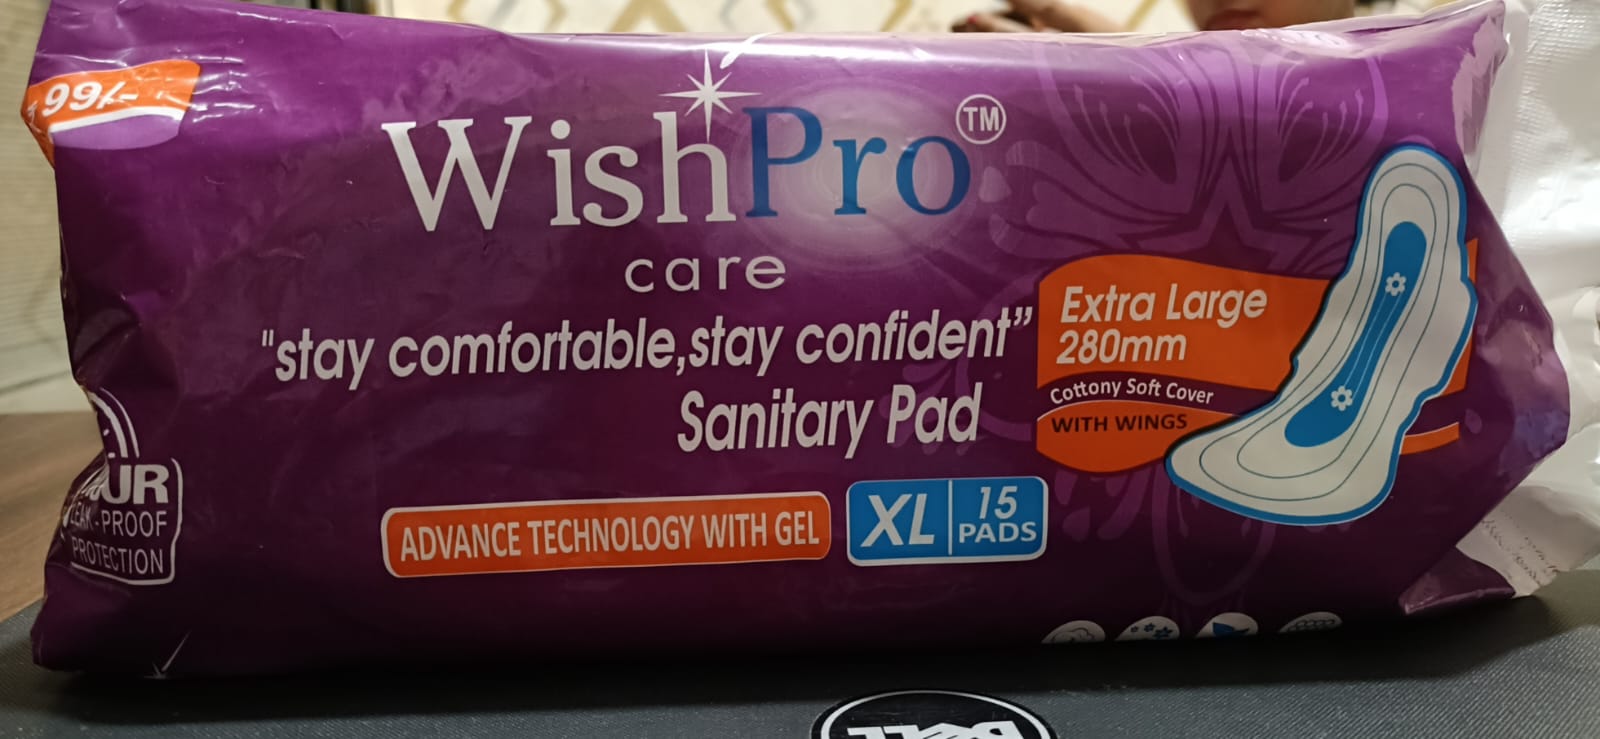 99/-
WishPro™
care
"stay comfortable,stay confident"
Sanitary Pad
Extra Large
280mm
Cottony Soft Cover
WITH WINGS
ADVANCE TECHNOLOGY WITH GEL
XL
15
PADS
LEAK-PROOF
PROTECTION
DELL